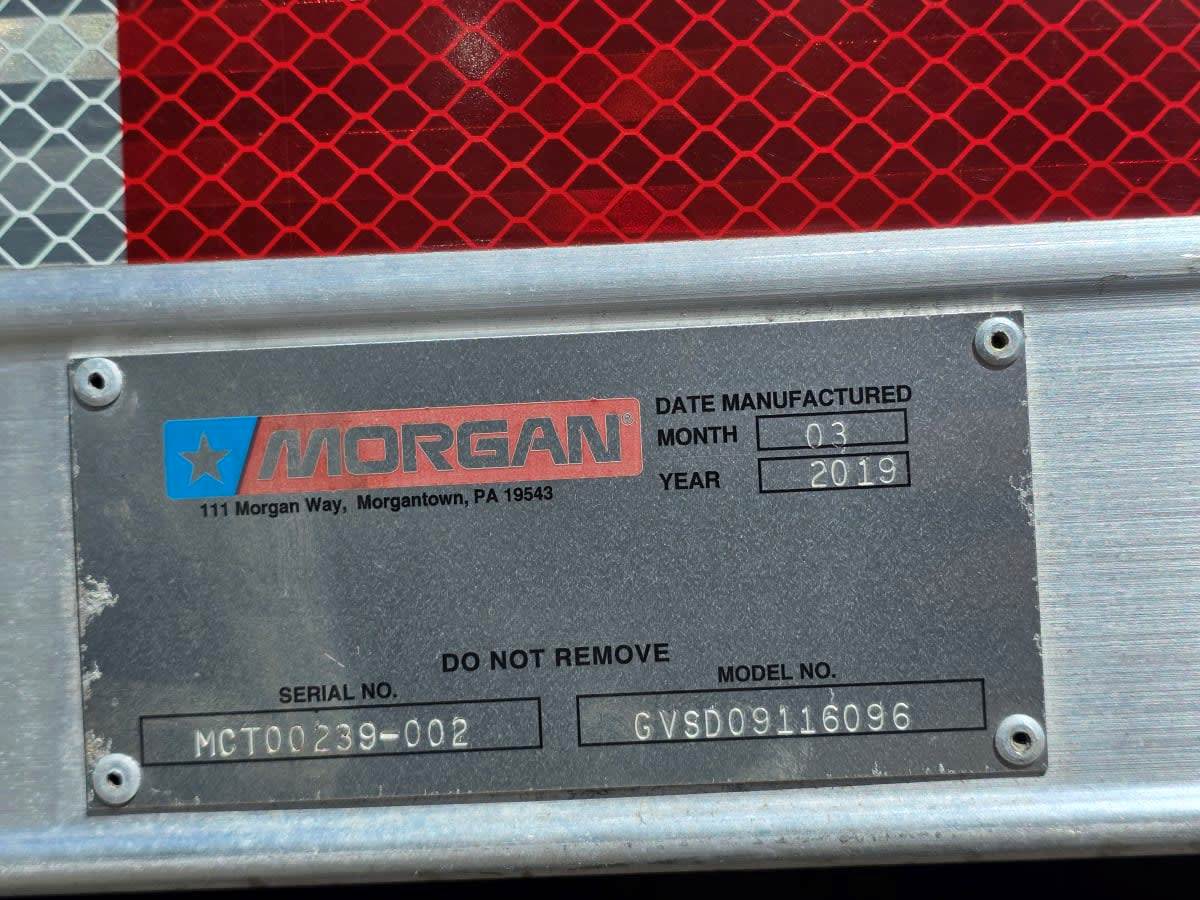 MORGAN®
111 Morgan Way, Morgantown, PA 19543
DATE MANUFACTURED
MONTH 03
YEAR 2019
DO NOT REMOVE
SERIAL NO.
MCT00239-002
MODEL NO.
GVSD09116096